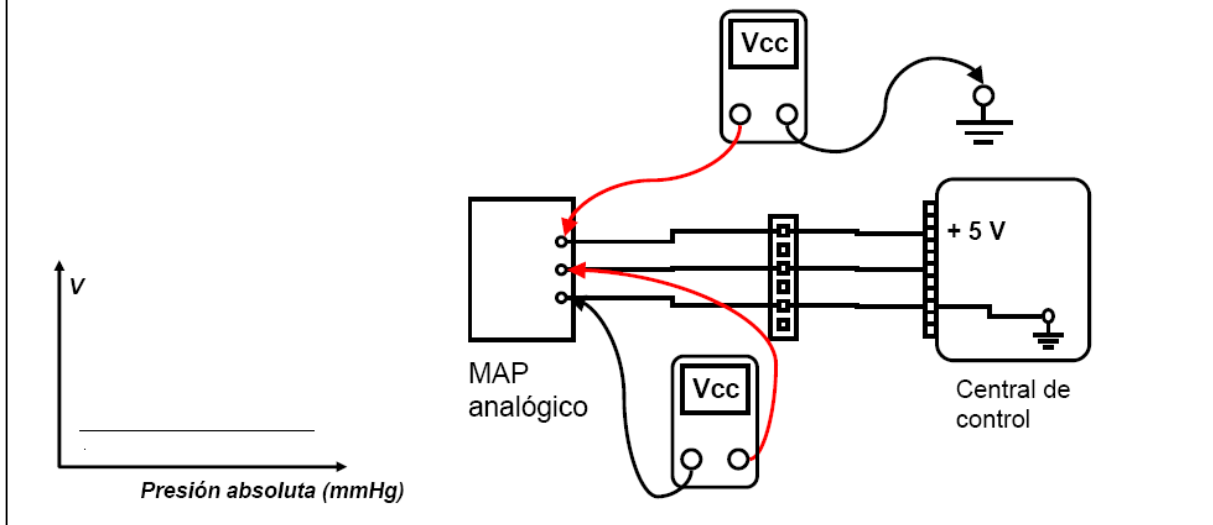 Vcc
+ 5 V
V
MAP
analógico
Vcc
Central de
control
Presión absoluta (mmHg)